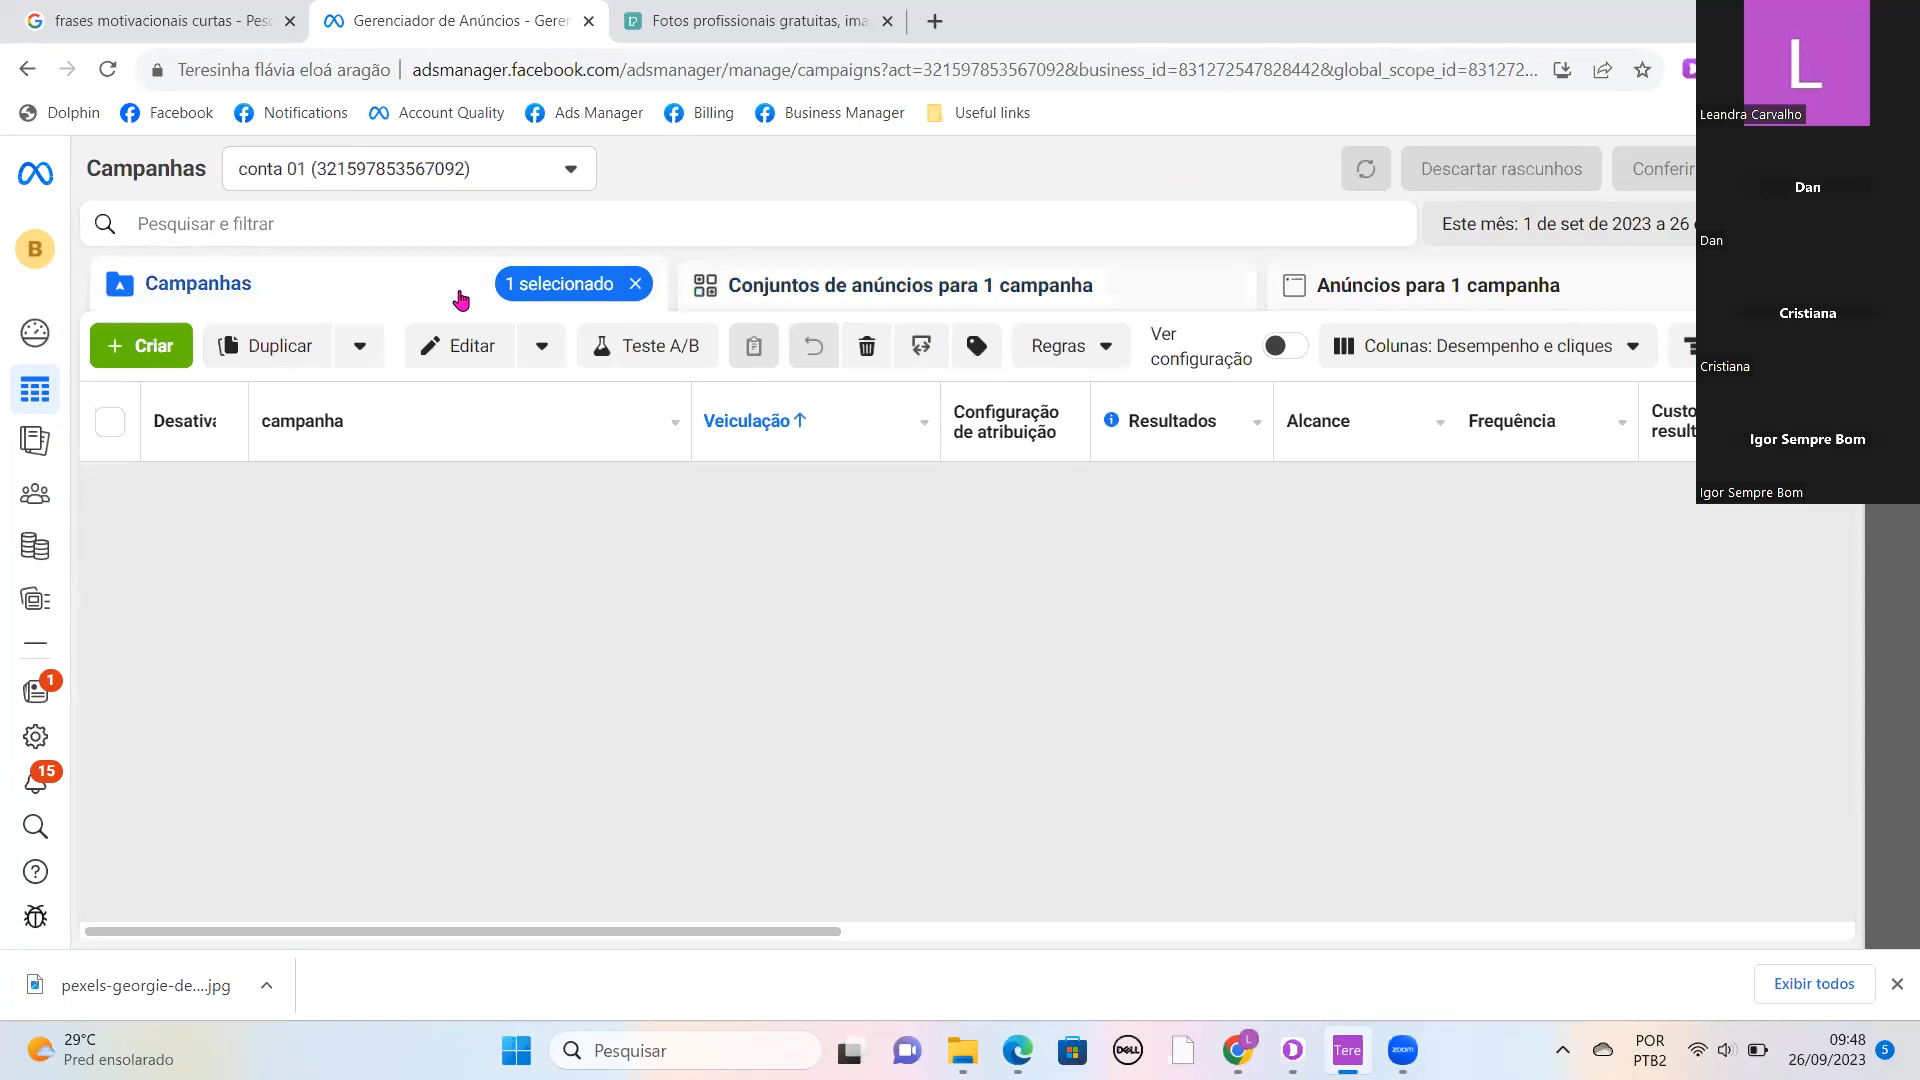 frases motivacionais curtas - Pes
Gerenciador de Anúncios - Geren
Fotos profissionais gratuitas, ima
Teresinha flávia eloá aragão
adsmanager.facebook.com/adsmanager/manage/campaigns?act=321597853567092&business_id=831272547828442&global_scope_id=831272...
Dolphin
Facebook
Notifications
Account Quality
Ads Manager
Billing
Business Manager
Useful links
L
Leandra Carvalho
Campanhas
conta 01 (321597853567092)
Descartar rascunhos
Conferir
Dan
Pesquisar e filtrar
Este mês: 1 de set de 2023 a 26
Dan
B
Campanhas
1 selecionado
Conjuntos de anúncios para 1 campanha
Anúncios para 1 campanha
Cristiana
Criar
Duplicar
Editar
Teste A/B
Regras
Ver
configuração
Colunas: Desempenho e cliques
Cristiana
Desativa
campanha
Veiculação
Configuração
de atribuição
Resultados
Alcance
Frequência
Custo
result
Igor Sempre Bom
Igor Sempre Bom
1
15
pexels-georgie-de....jpg
Exibir todos
29°C
Pred ensolarado
Pesquisar
DELL
L
Tere
zoom
POR
PTB2
09:48
26/09/2023
5